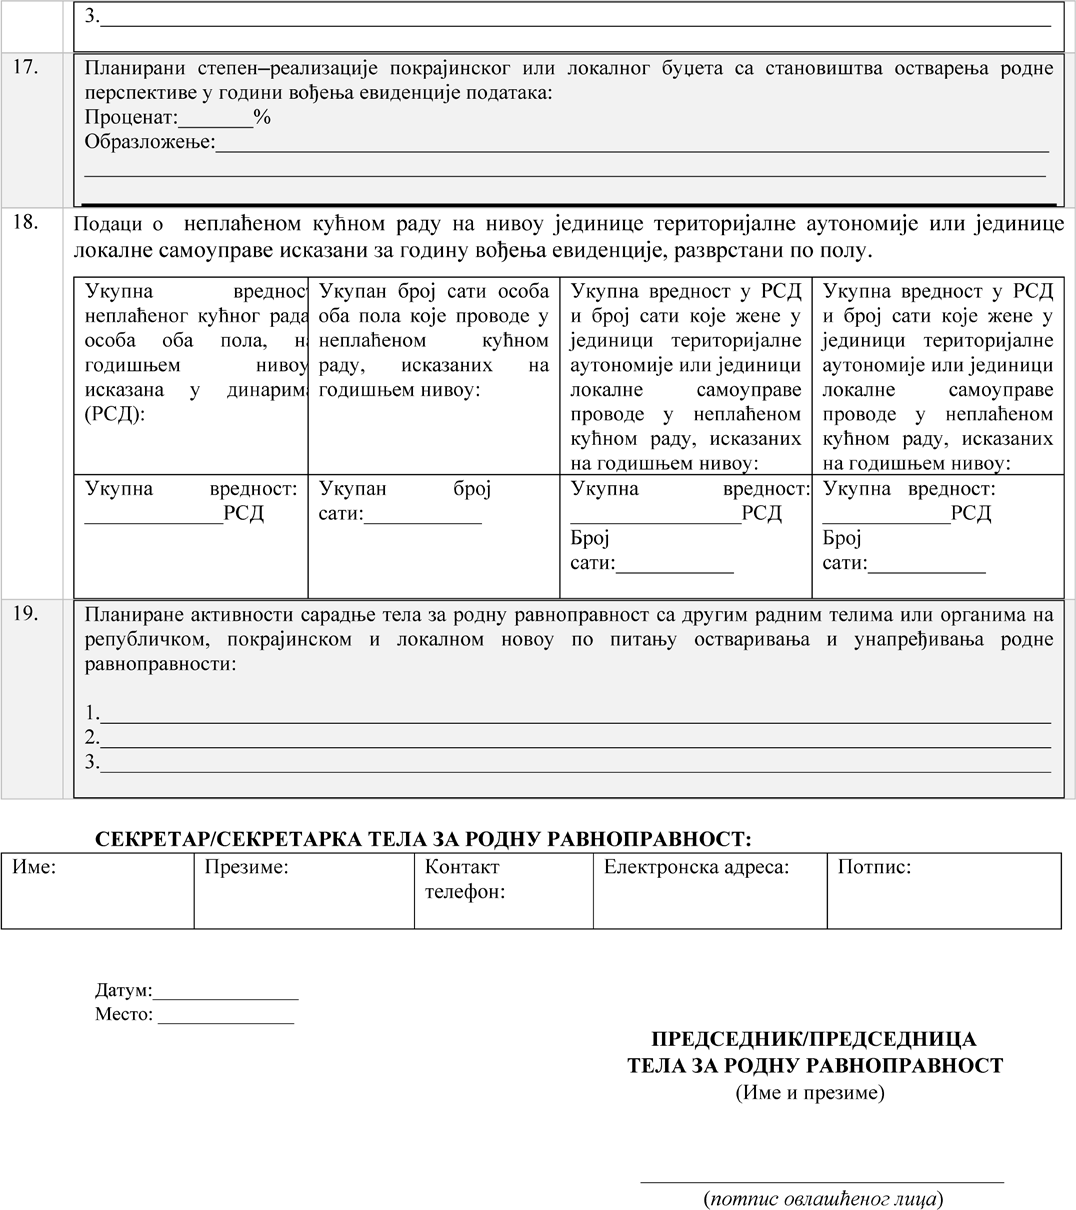 3.
17.
Планирани степен–реализације покрајинског или локалног буџета са становиштва остварења родне
перспективе у години вођења евиденције података:
Проценат:_______%
Образложење:
18.
Подаци о неплаћеном кућном раду на нивоу јединице територијалне аутономије или јединице
локалне самоуправе исказани за годину вођења евиденције, разврстани по полу.
Укупна вредност
неплаћеног кућног рада
особа оба пола, на
годишњем нивоу
исказана у динарима
(РСД):
Укупан број сати особа
оба пола које проводе у
неплаћеном кућном
раду, исказаних на
годишњем нивоу:
Укупна вредност у РСД
и број сати које жене у
јединици територијалне
аутономије или јединици
локалне самоуправе
проводе у неплаћеном
кућном раду, исказаних
на годишњем нивоу:
Укупна вредност у РСД
и број сати које жене у
јединици територијалне
аутономије или јединици
локалне самоуправе
проводе у неплаћеном
кућном раду, исказаних
на годишњем нивоу:
Укупна вредност:
_____________РСД
Укупан број
сати:___________
Укупна вредност:
________________РСД
Број
сати:___________
Укупна вредност:
____________РСД
Број
сати:___________
19.
Планиране активности сарадње тела за родну равноправност са другим радним телима или органима на
републичком, покрајинском и локалном новоу по питању остваривања и унапређивања родне
равноправности:
1.
2.
3.
СЕКРЕТАР/СЕКРЕТАРКА ТЕЛА ЗА РОДНУ РАВНОПРАВНОСТ:
Име:
Презиме:
Контакт
телефон:
Електронска адреса:
Потпис:
Датум:_______________
Место: ______________
ПРЕДСЕДНИК/ПРЕДСЕДНИЦА
ТЕЛА ЗА РОДНУ РАВНОПРАВНОСТ
(Име и презиме)
(потпис овлашћеног лица)